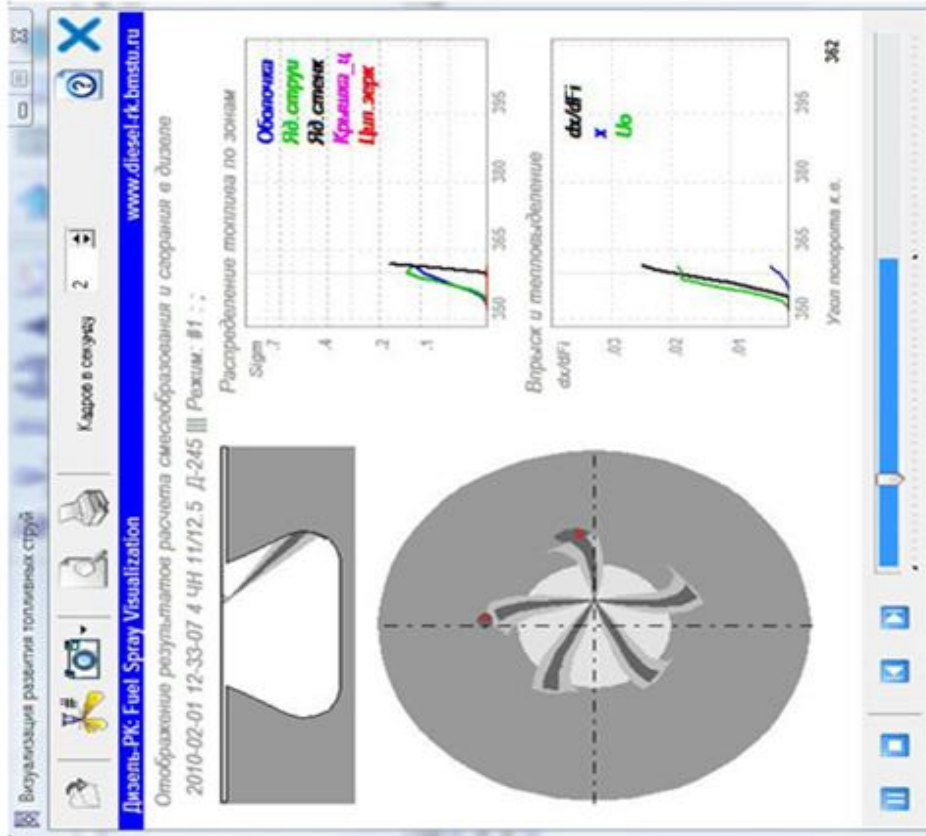 Визуализация развития топливных струй
Кадров в секунду 2
Дизель-РК: Fuel Spray Visualization www.diesel-rk.bmstu.ru
Отображение результатов расчета смесеобразования и сгорания в дизеле
2010-02-01 12-33-07 4 ЧН 11/12.5 Д-245 ||| Режим: #1 : ;
Распределение топлива по зонам
Sigm
.7
.4
.2
.1
Оболочка
Яд.струи
Яд.стенк
Крышка_ц
Цил.зерк
360 365 380 395
Впрыск и тепловыделение
dx/dFi
.03
.02
.01
dx/dFi
x
Uo
360 365 380 395
Угол поворота к.в. 362